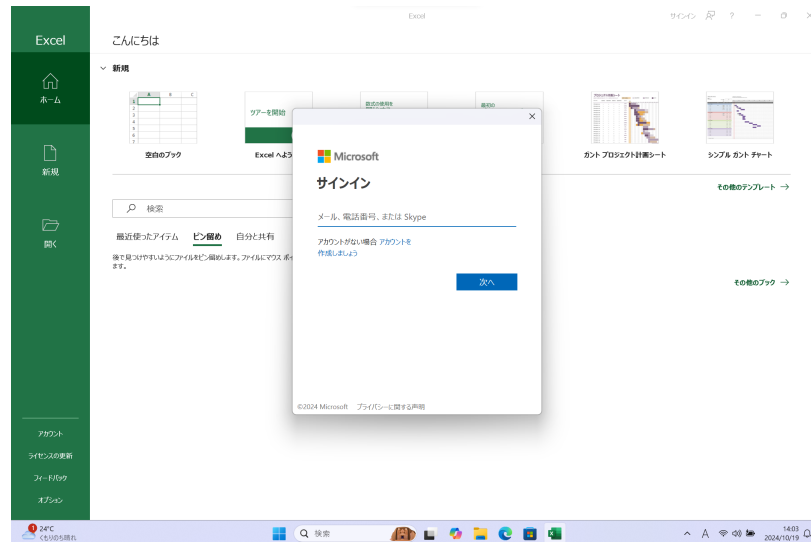 Excel
サインイン
?
Excel
こんにちは
ホーム
新規
開く
新規
空白のブック
ツアーを開始
Excel へよう
数式の使用を
最初の
ガント プロジェクト計画シート
シンプル ガント チャート
その他のテンプレート →
検索
最近使ったアイテム ピン留め 自分と共有
後で見つけやすいようにファイルをピン留めします。ファイルにマウス ポイ
ます。
その他のブック →
Microsoft
サインイン
メール、電話番号、または Skype
アカウントがない場合 アカウントを
作成しましょう
次へ
©2024 Microsoft プライバシーに関する声明
アカウント
ライセンスの更新
フィードバック
オプション
1
24°C
くもりのち晴れ
検索
A
14:03
2024/10/19